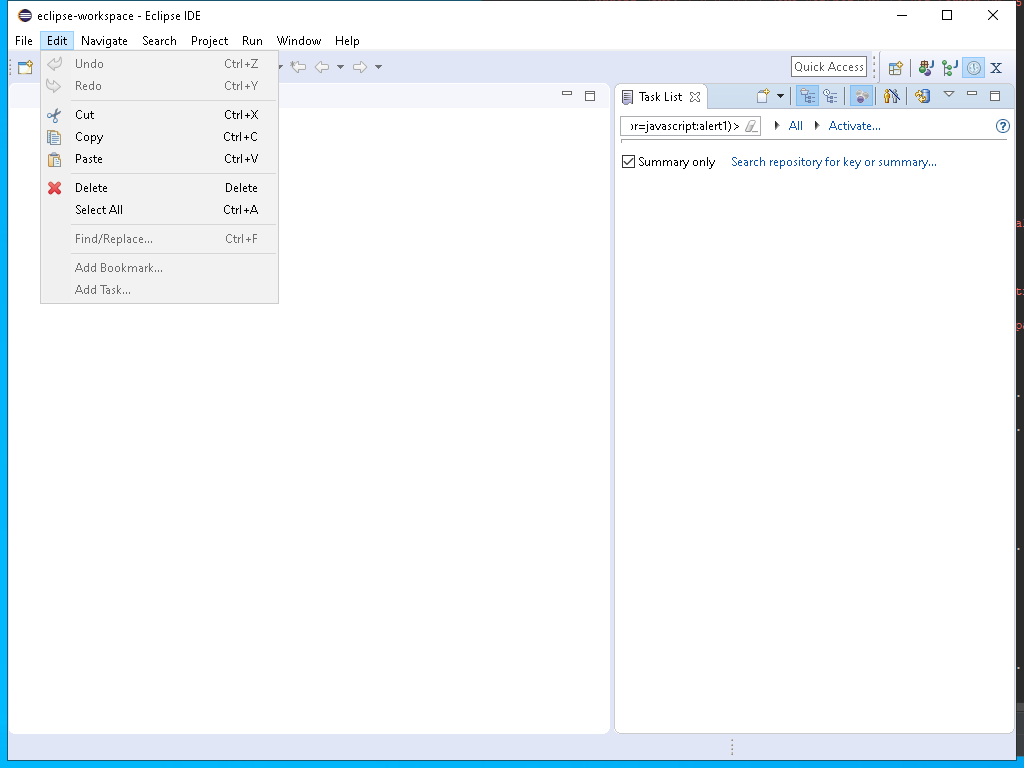 eclipse-workspace - Eclipse IDE
File Edit Navigate Search Project Run Window Help
Quick Access
Undo Ctrl+Z
Redo Ctrl+Y
Cut Ctrl+X
Copy Ctrl+C
Paste Ctrl+V
Delete Delete
Select All Ctrl+A
Find/Replace... Ctrl+F
Add Bookmark...
Add Task...
Task List
r=javascript:alert1)> All Activate...
Summary only Search repository for key or summary...